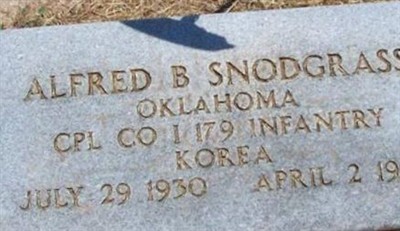 ALFRED B SNODGRASS
OKLAHOMA
CPL CO I 179 INFANTRY
KOREA
JULY 29 1930 APRIL 2 19